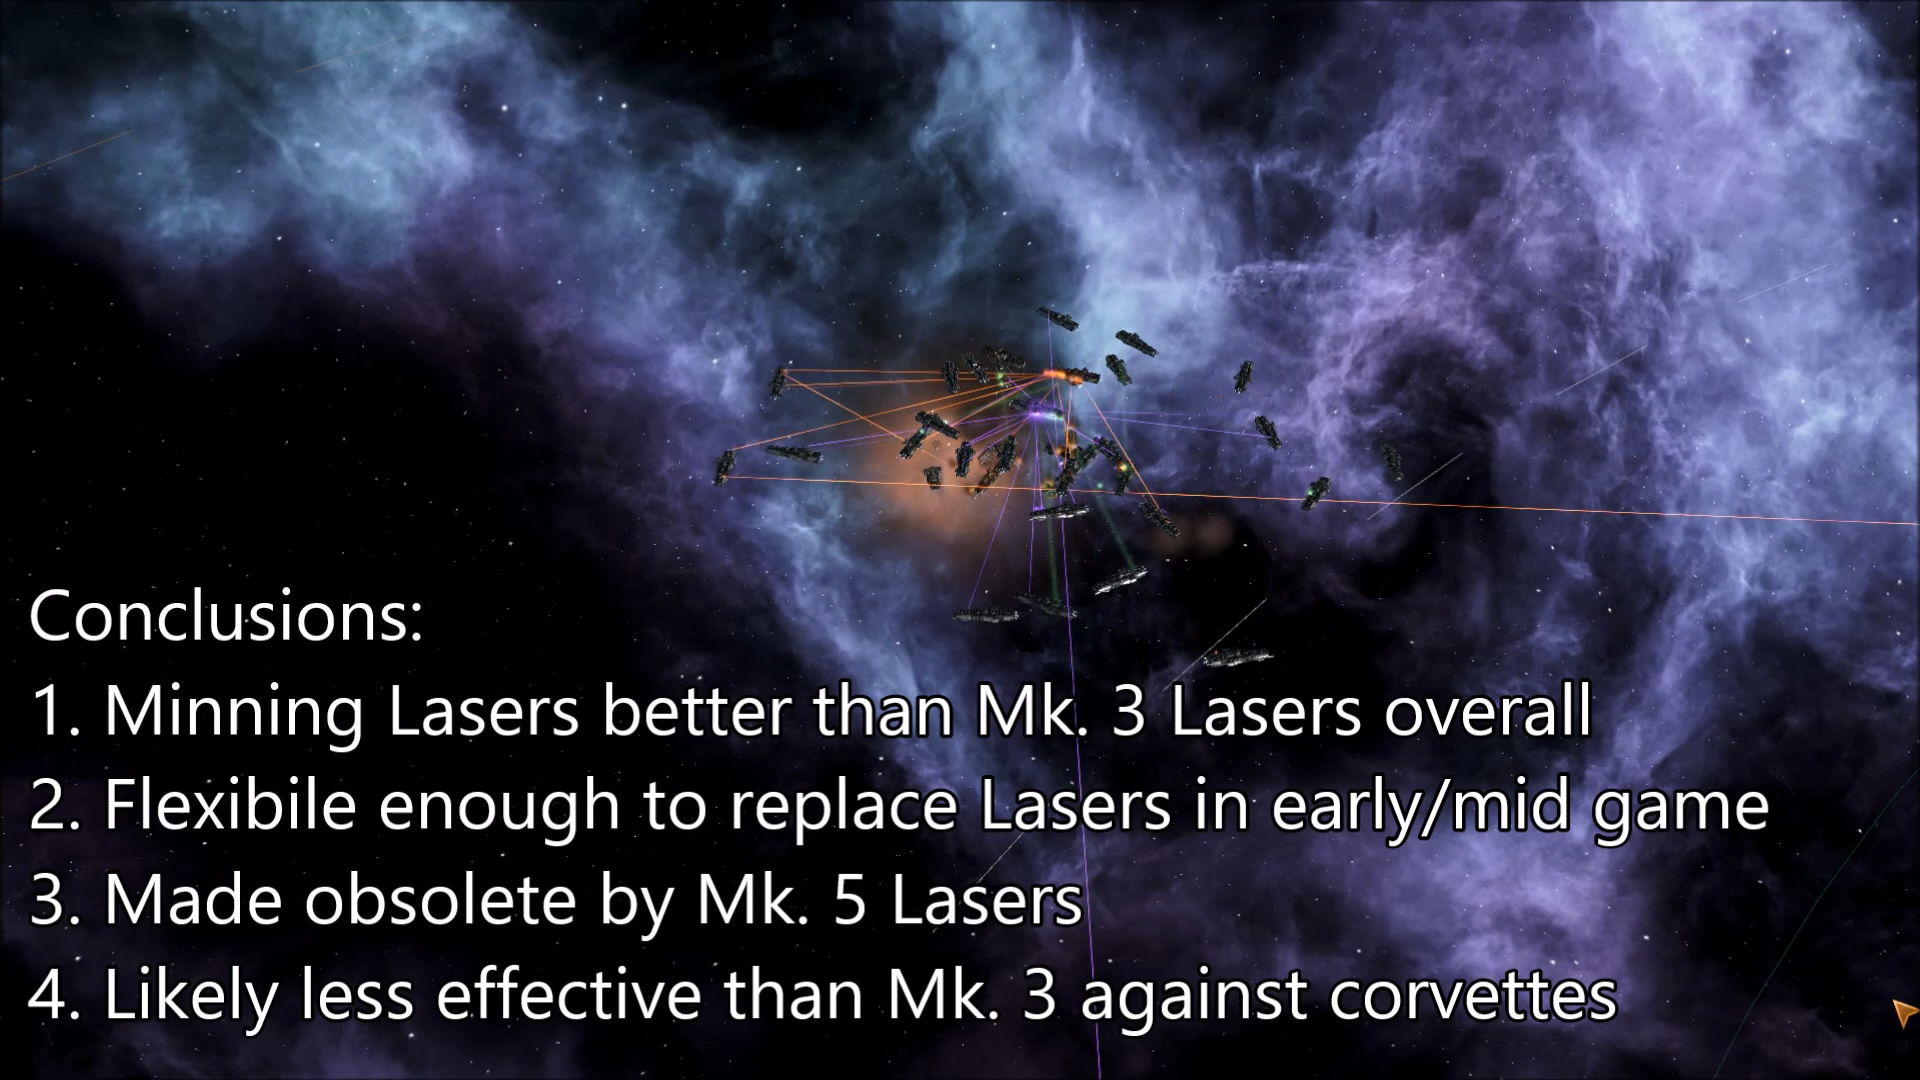 Conclusions:
1. Minning Lasers better than Mk. 3 Lasers overall
2. Flexibile enough to replace Lasers in early/mid game
3. Made obsolete by Mk. 5 Lasers
4. Likely less effective than Mk. 3 against corvettes